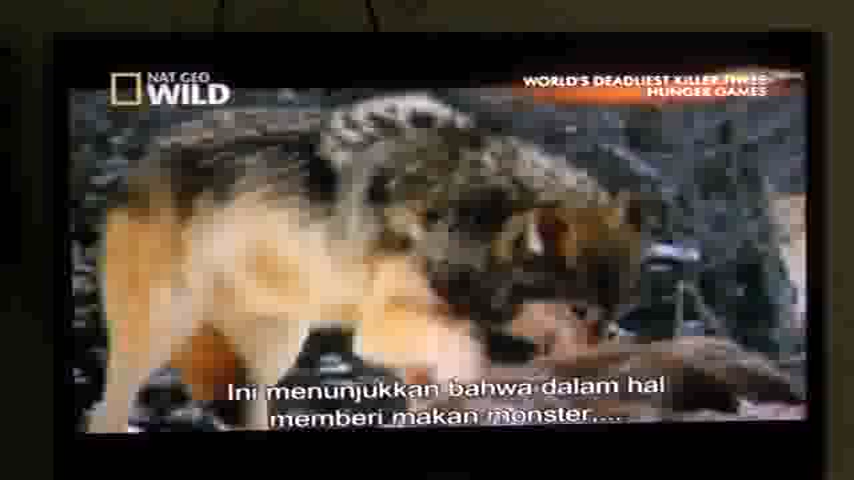 NAT GEO
WILD
WORLD'S DEADLIEST KILLER THREE
HUNGER GAMES
Ini menunjukkan bahwa dalam hal
memberi makan monster....